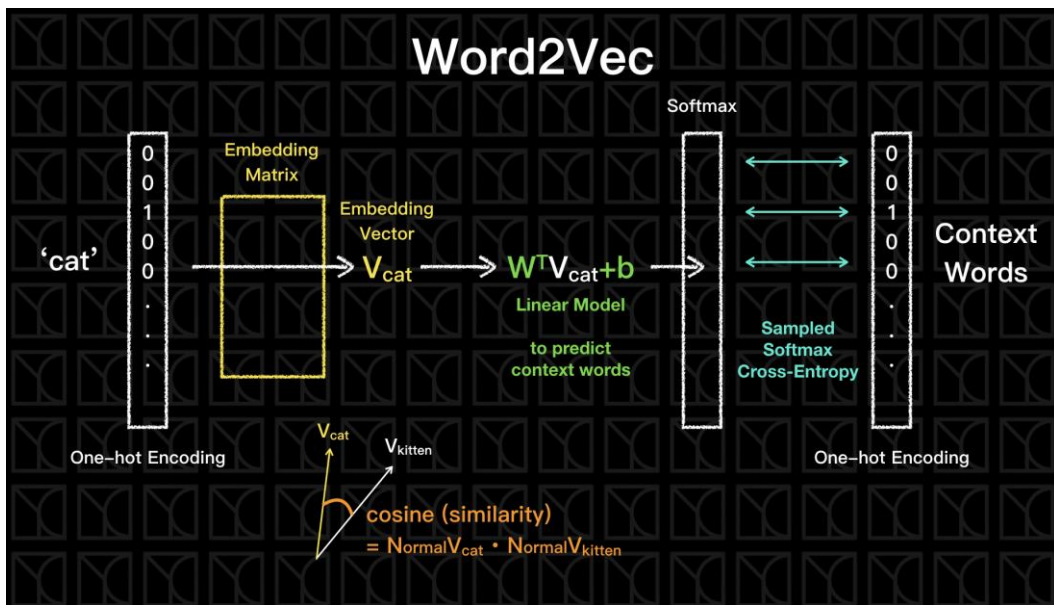 Word2Vec
Softmax
Embedding
Matrix
Embedding
Vector
‘cat’
0
0
1
0
0
.
.
.
One-hot Encoding
Vcat
WᵀVcat+b
Linear Model
to predict
context words
Sampled
Softmax
Cross-Entropy
0
0
1
0
0
.
.
.
One-hot Encoding
Context
Words
Vcat
Vkitten
cosine (similarity)
= NormalVcat · NormalVkitten